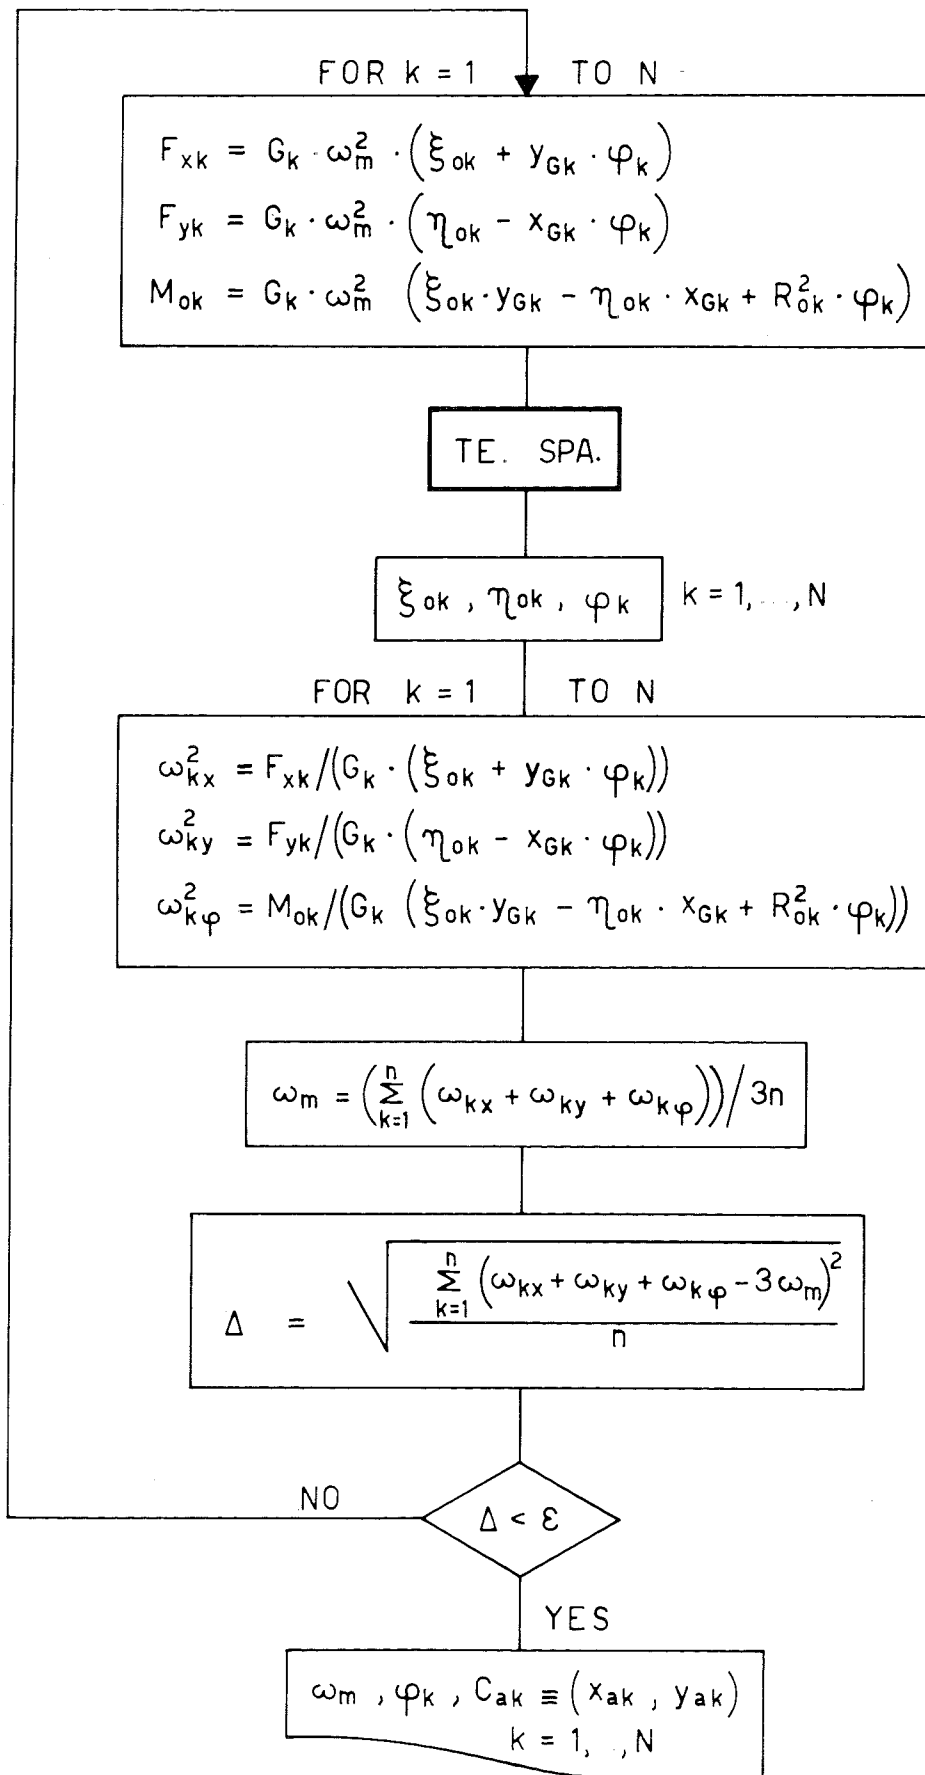 FOR k = 1 TO N
F_xk = G_k · ω_m^2 · (ξ_ok + y_Gk · φ_k)
F_yk = G_k · ω_m^2 · (η_ok − x_Gk · φ_k)
M_ok = G_k · ω_m^2 (ξ_ok · y_Gk − η_ok · x_Gk + R_ok^2 · φ_k)
TE. SPA.
ξ_ok , η_ok , φ_k k = 1, ..., N
FOR k = 1 TO N
ω_kx^2 = F_xk/(G_k · (ξ_ok + y_Gk · φ_k))
ω_ky^2 = F_yk/(G_k · (η_ok − x_Gk · φ_k))
ω_kφ^2 = M_ok/(G_k (ξ_ok · y_Gk − η_ok · x_Gk + R_ok^2 · φ_k))
ω_m = (∑_{k=1}^{n} (ω_kx + ω_ky + ω_kφ))/3n
Δ = √(∑_{k=1}^{n} (ω_kx + ω_ky + ω_kφ − 3ω_m)^2 / n)
NO
Δ < ε
YES
ω_m , φ_k , C_ak ≡ (x_ak , y_ak)
k = 1, .., N